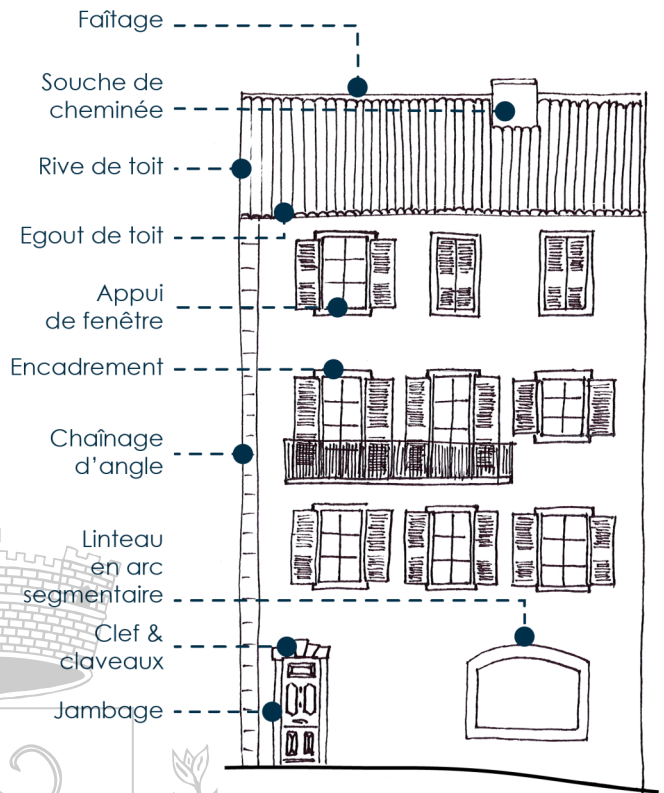 Faîtage
Souche de
cheminée
Rive de toit
Egout de toit
Appui
de fenêtre
Encadrement
Chaînage
d’angle
Linteau
en arc
segmentaire
Clef &
claveaux
Jambage